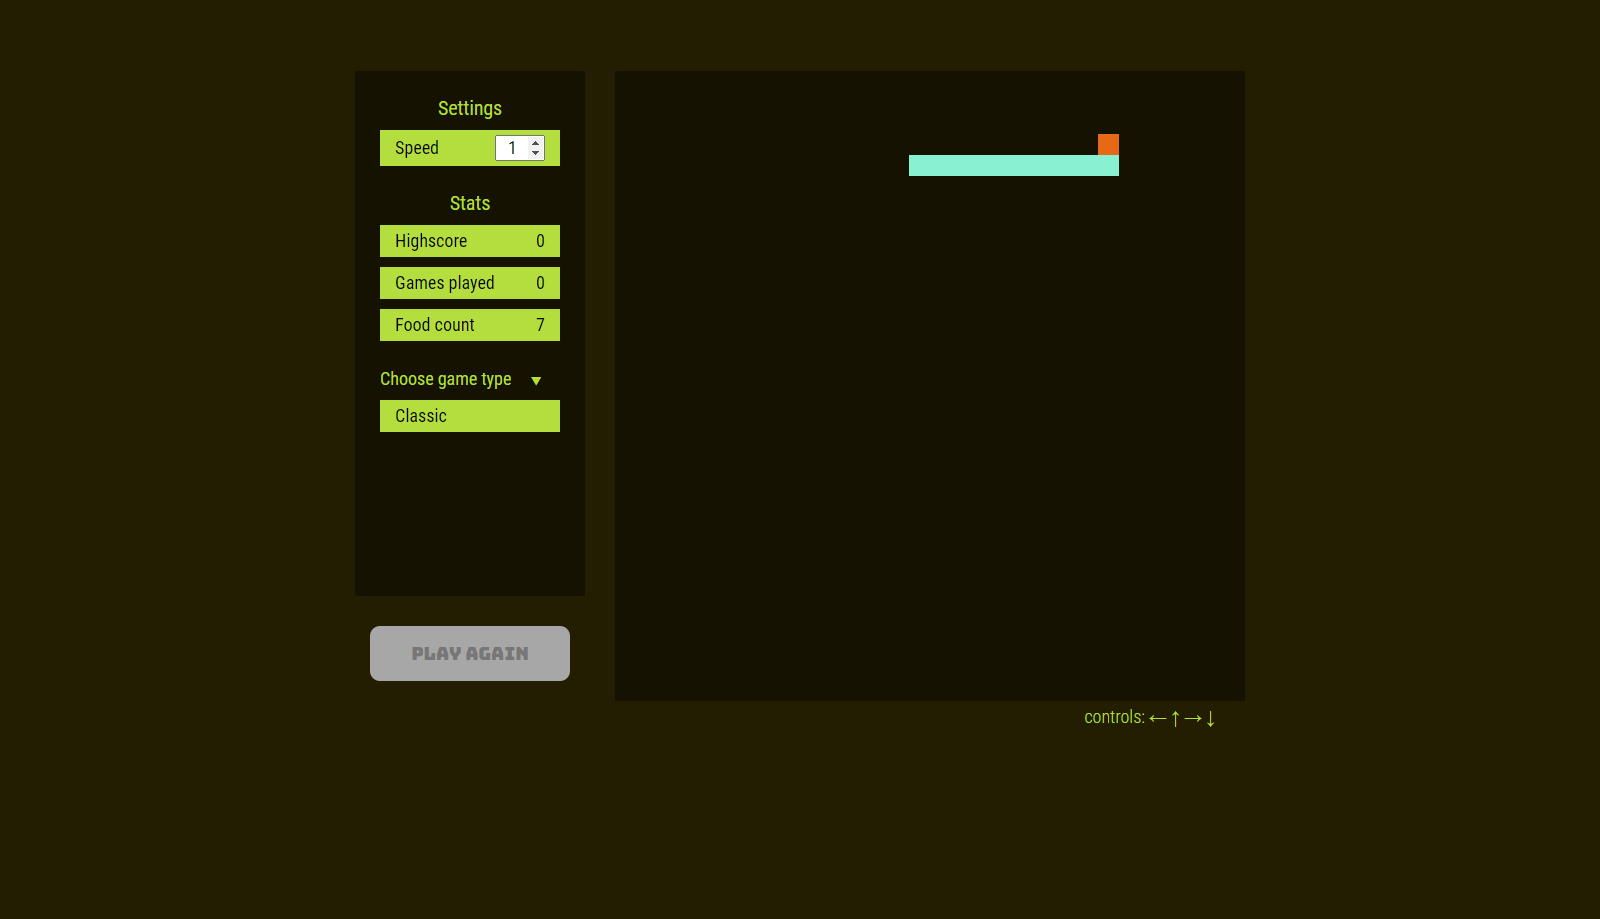 Settings
Speed 1
Stats
Highscore 0
Games played 0
Food count 7
Choose game type ▼
Classic
PLAY AGAIN
controls: ←↑→↓